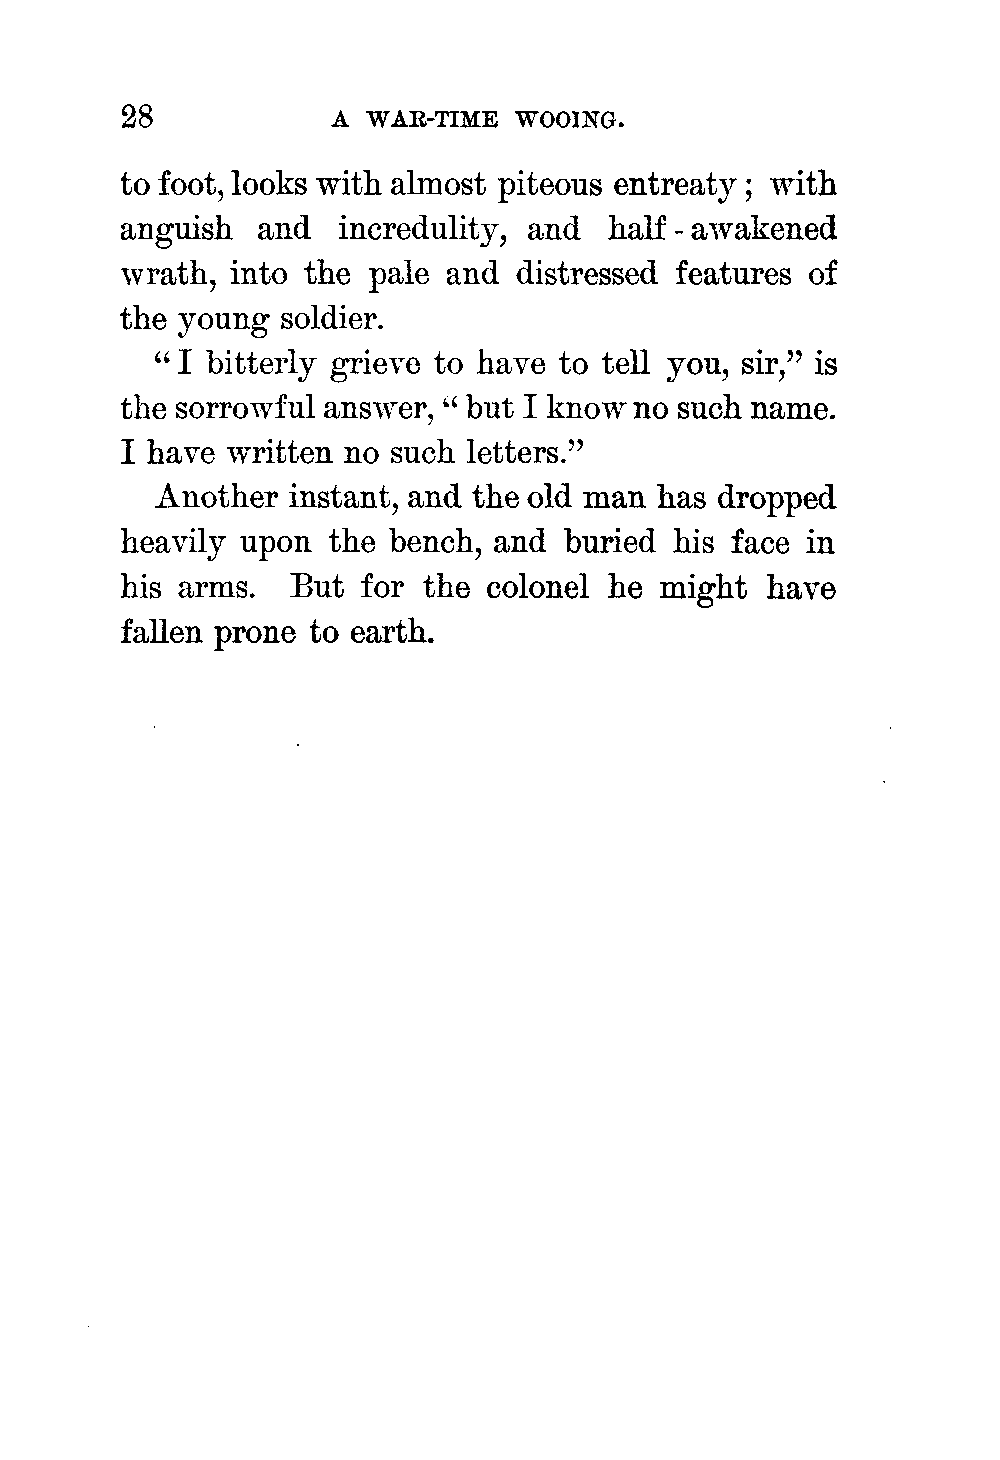 28 A WAR-TIME WOOING.
to foot, looks with almost piteous entreaty; with
anguish and incredulity, and half-awakened
wrath, into the pale and distressed features of
the young soldier.
"I bitterly grieve to have to tell you, sir," is
the sorrowful answer, "but I know no such name.
I have written no such letters."
Another instant, and the old man has dropped
heavily upon the bench, and buried his face in
his arms. But for the colonel he might have
fallen prone to earth.